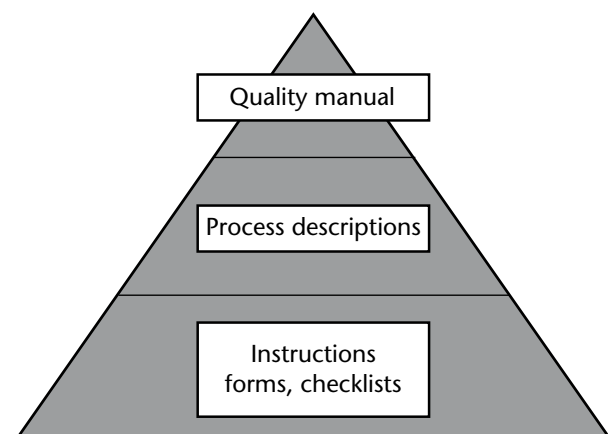 Quality manual
Process descriptions
Instructions
forms, checklists